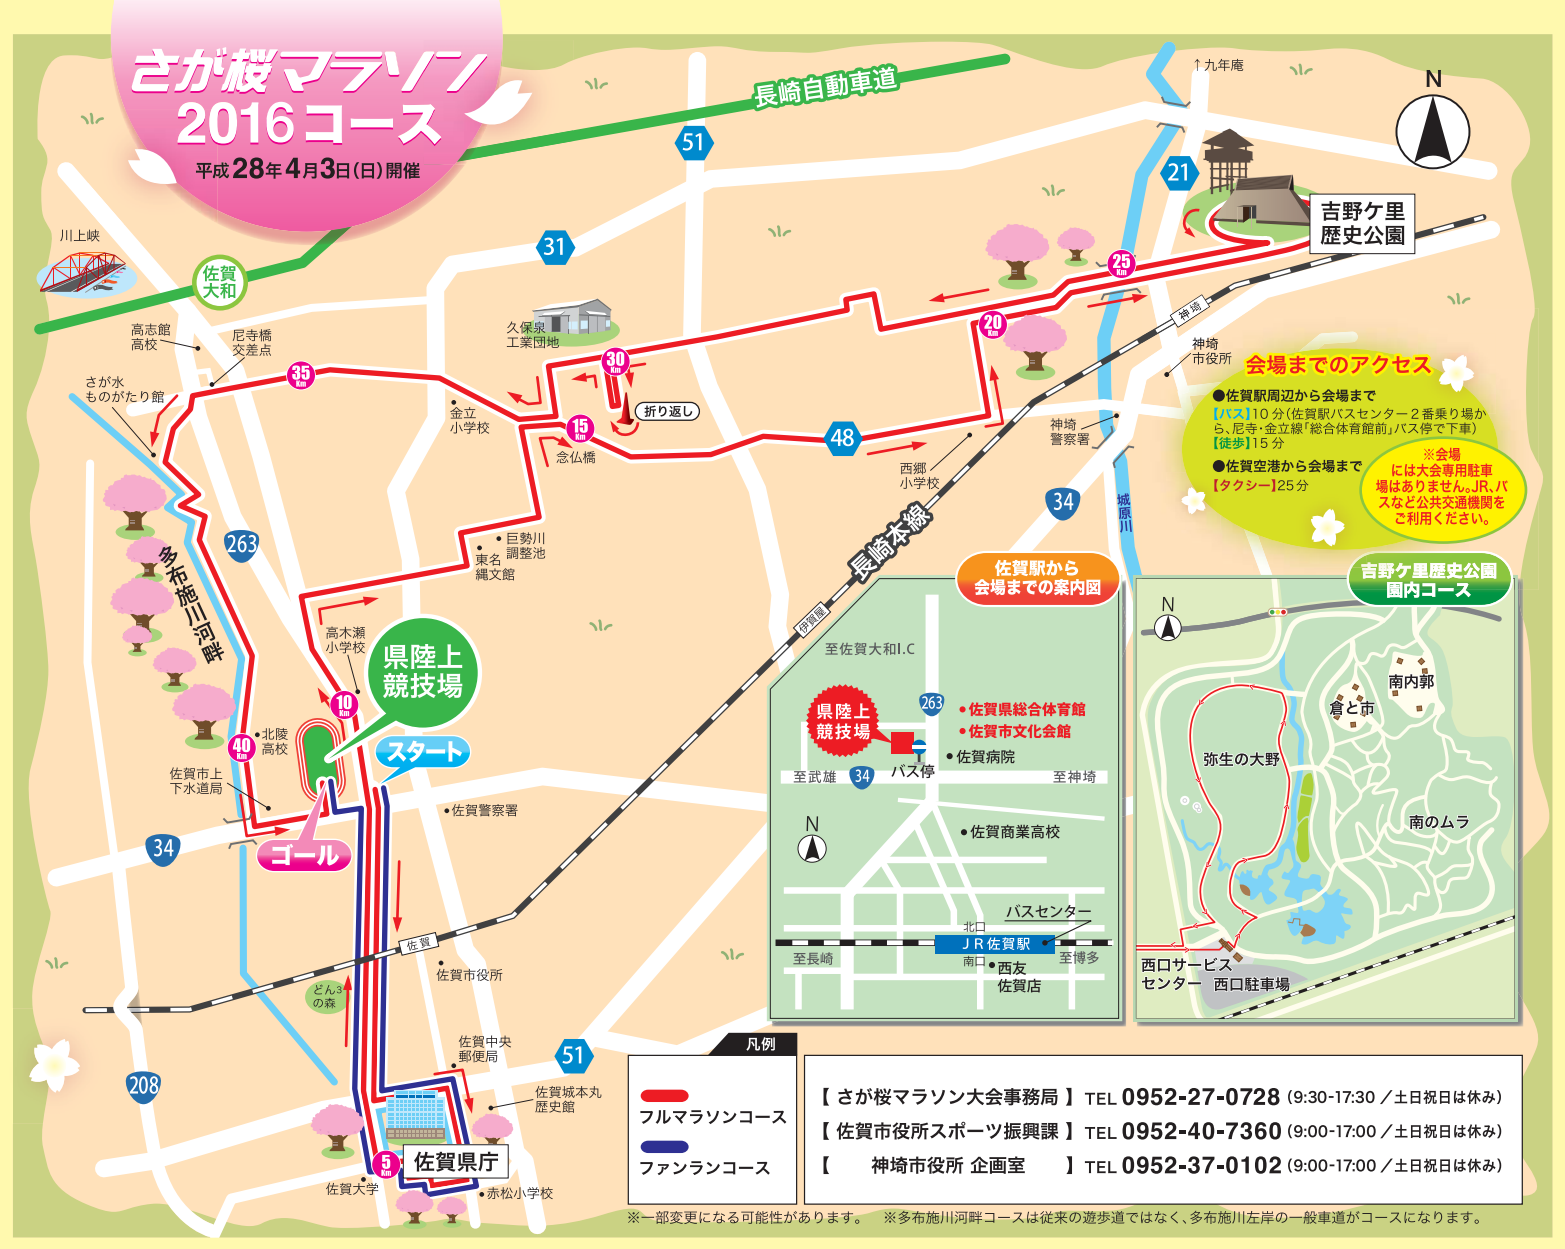 さが桜マラソン
2016コース
平成28年4月3日(日)開催
長崎自動車道
51
↑九年庵
N
21
吉野ケ里
歴史公園
川上峡
佐賀
大和
31
25
Km
久保泉
工業団地
20
Km
神埼
神埼
市役所
高志館
高校
尼寺橋
交差点
35
Km
30
Km
さが水
ものがたり館
金立
小学校
折り返し
15
Km
念仏橋
48
西郷
小学校
神埼
警察署
34
城原川
会場までのアクセス
●佐賀駅周辺から会場まで
【バス】10分(佐賀駅バスセンター2番乗り場か
ら、尼寺・金立線「総合体育館前」バス停で下車)
【徒歩】15分
●佐賀空港から会場まで
【タクシー】25分
※会場
には大会専用駐車
場はありません。JR、バ
スなど公共交通機関を
ご利用ください。
263
巨勢川
調整池
東名
縄文館
長崎本線
伊賀屋
多布施川河畔
高木瀬
小学校
県陸上
競技場
10
Km
スタート
40
Km
北陵
高校
佐賀市上
下水道局
ゴール
34
佐賀警察署
佐賀
佐賀市役所
どん3
の森
208
佐賀中央
郵便局
51
佐賀城本丸
歴史館
佐賀県庁
5
Km
佐賀大学
赤松小学校
佐賀駅から
会場までの案内図
至佐賀大和I.C
県陸上
競技場
263
●佐賀県総合体育館
●佐賀市文化会館
●佐賀病院
バス停
至武雄
34
至神埼
N
●佐賀商業高校
バスセンター
北口
JR佐賀駅
南口
至長崎
至博多
●西友
佐賀店
吉野ケ里歴史公園
園内コース
N
南内郭
倉と市
弥生の大野
南のムラ
西口サービス
センター
西口駐車場
凡例
フルマラソンコース
ファンランコース
【 さが桜マラソン大会事務局 】 TEL 0952-27-0728 (9:30-17:30 /土日祝日は休み)
【 佐賀市役所スポーツ振興課 】 TEL 0952-40-7360 (9:00-17:00 /土日祝日は休み)
【 神埼市役所 企画室 】 TEL 0952-37-0102 (9:00-17:00 /土日祝日は休み)
※一部変更になる可能性があります。 ※多布施川河畔コースは従来の遊歩道ではなく、多布施川左岸の一般車道がコースになります。